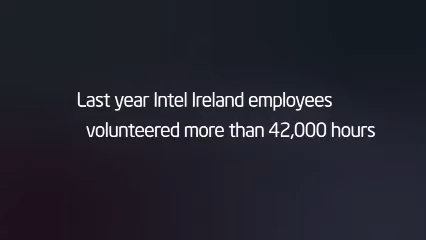 Last year Intel Ireland employees
volunteered more than 42,000 hours